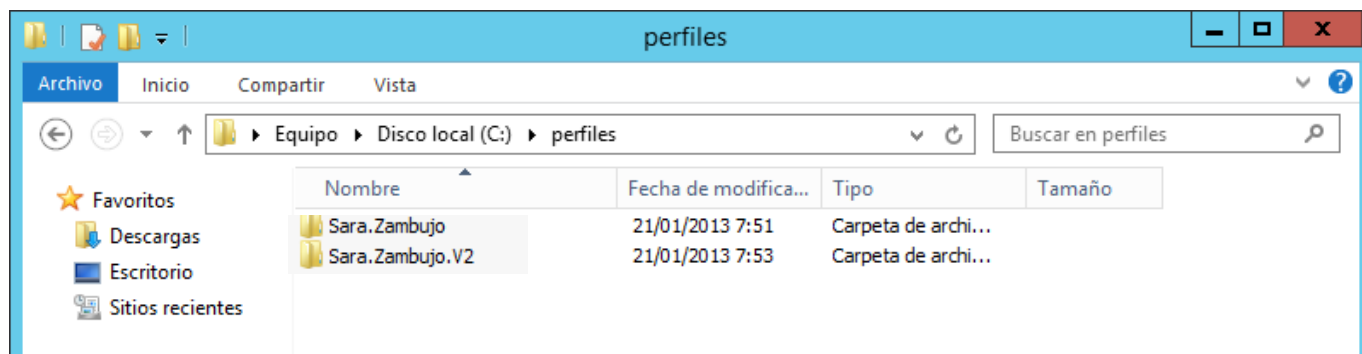 perfiles
Archivo Inicio Compartir Vista
Equipo Disco local (C:) perfiles Buscar en perfiles
Favoritos
Descargas
Escritorio
Sitios recientes
Nombre Fecha de modifica... Tipo Tamaño
Sara.Zambujo 21/01/2013 7:51 Carpeta de archi...
Sara.Zambujo.V2 21/01/2013 7:53 Carpeta de archi...